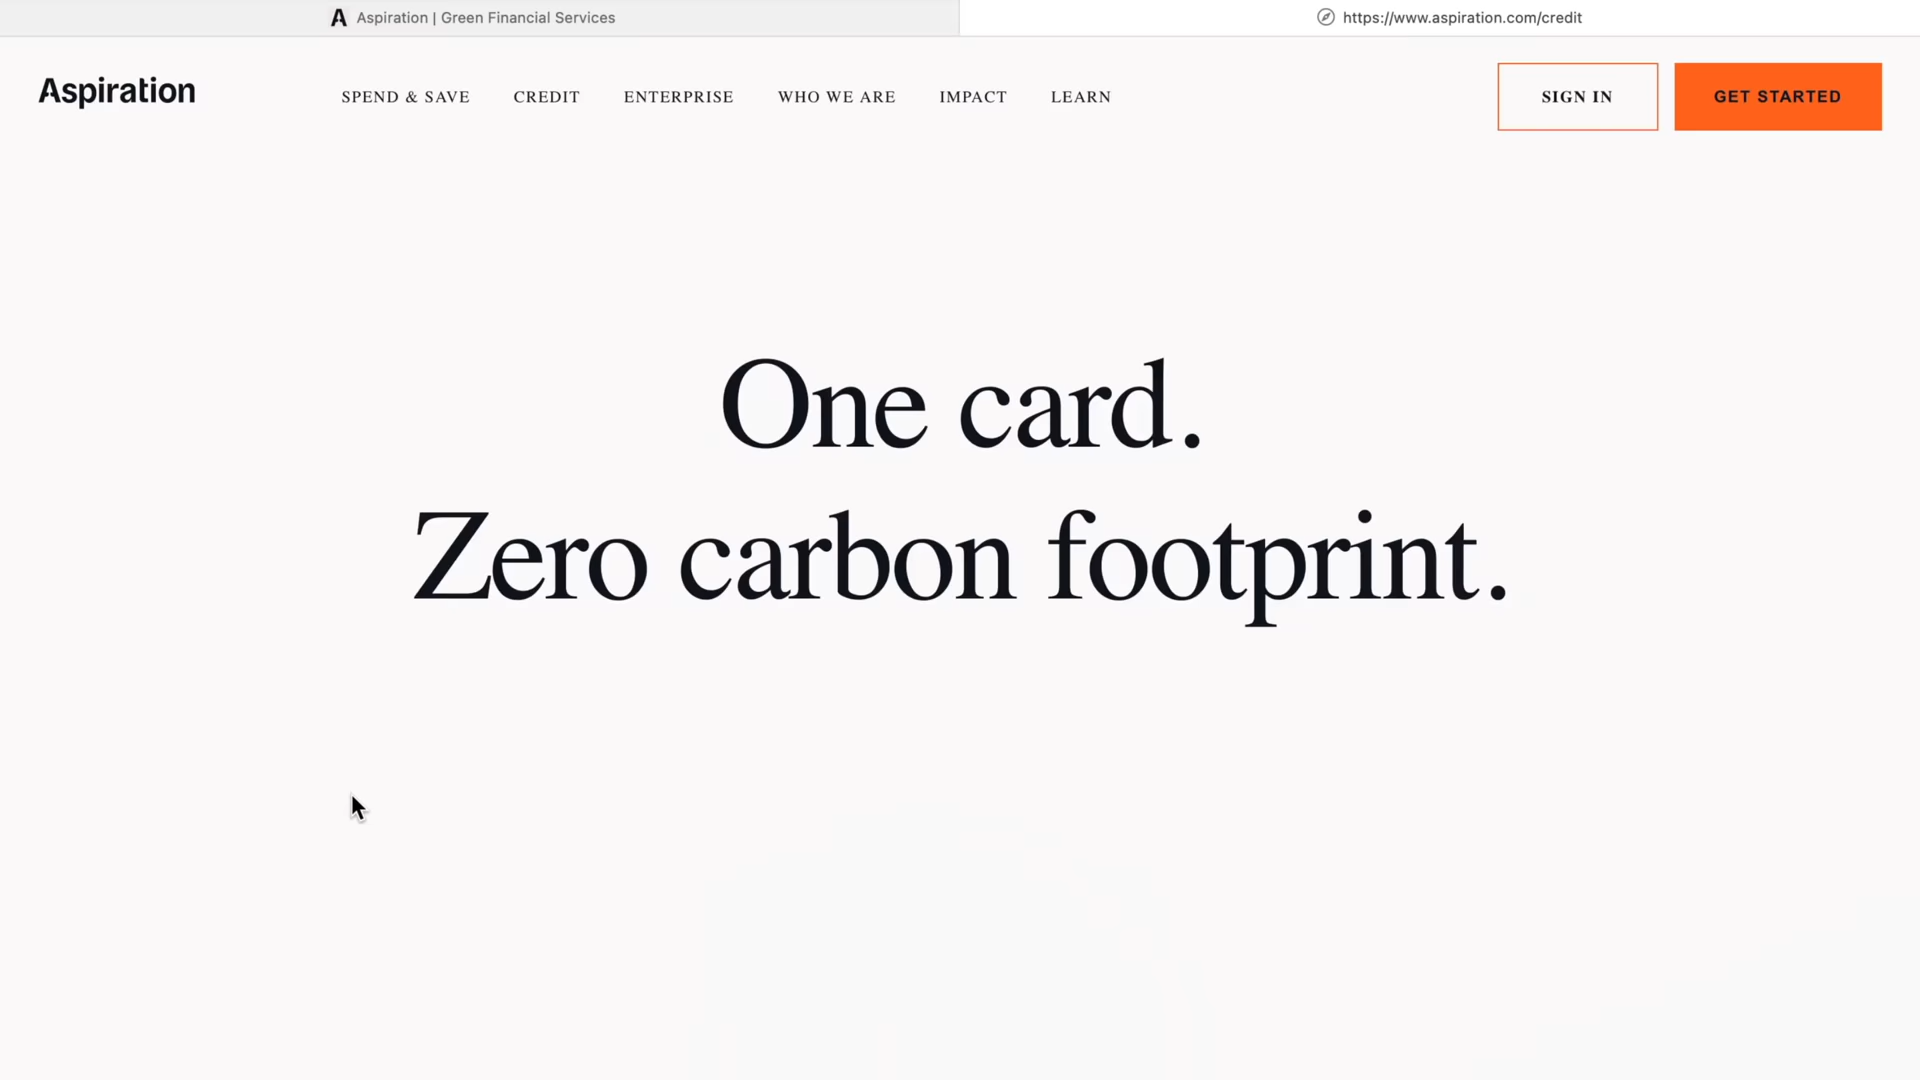 Aspiration | Green Financial Services
https://www.aspiration.com/credit
Aspiration
SPEND & SAVE
CREDIT
ENTERPRISE
WHO WE ARE
IMPACT
LEARN
SIGN IN
GET STARTED
One card.
Zero carbon footprint.